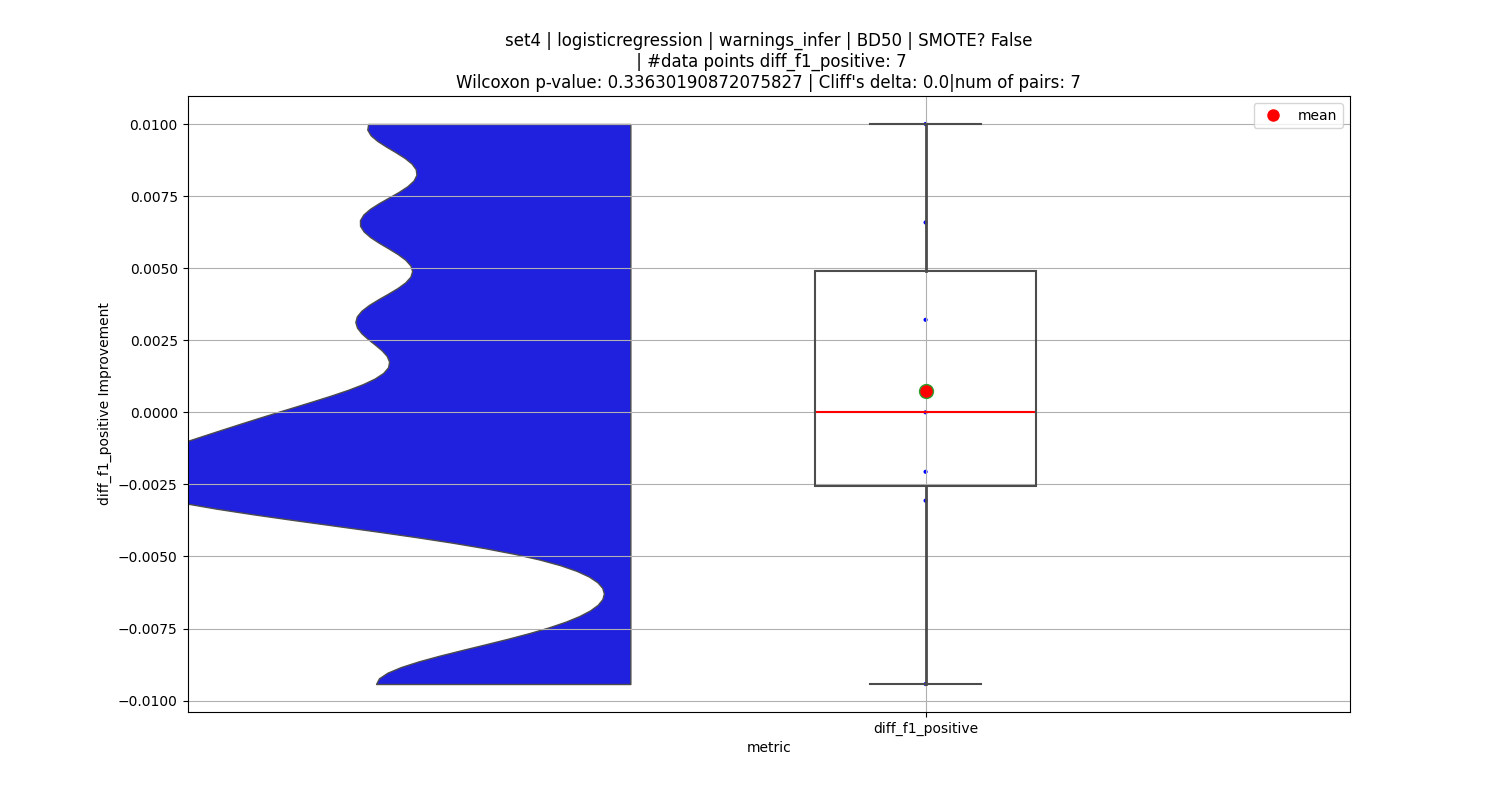 set4 | logisticregression | warnings_infer | BD50 | SMOTE? False
| #data points diff_f1_positive: 7
Wilcoxon p-value: 0.33630190872075827 | Cliff's delta: 0.0|num of pairs: 7
mean
0.0100
0.0075
0.0050
0.0025
0.0000
−0.0025
−0.0050
−0.0075
−0.0100
diff_f1_positive Improvement
diff_f1_positive
metric